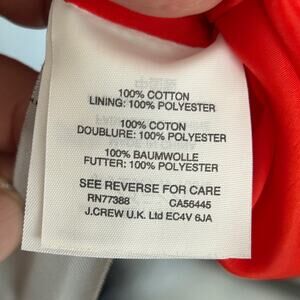 100% COTTON
LINING: 100% POLYESTER
100% COTON
DOUBLURE: 100% POLYESTER
100% BAUMWOLLE
FUTTER: 100% POLYESTER
SEE REVERSE FOR CARE
RN77388 CA56445
J.CREW U.K. Ltd EC4V 6JA